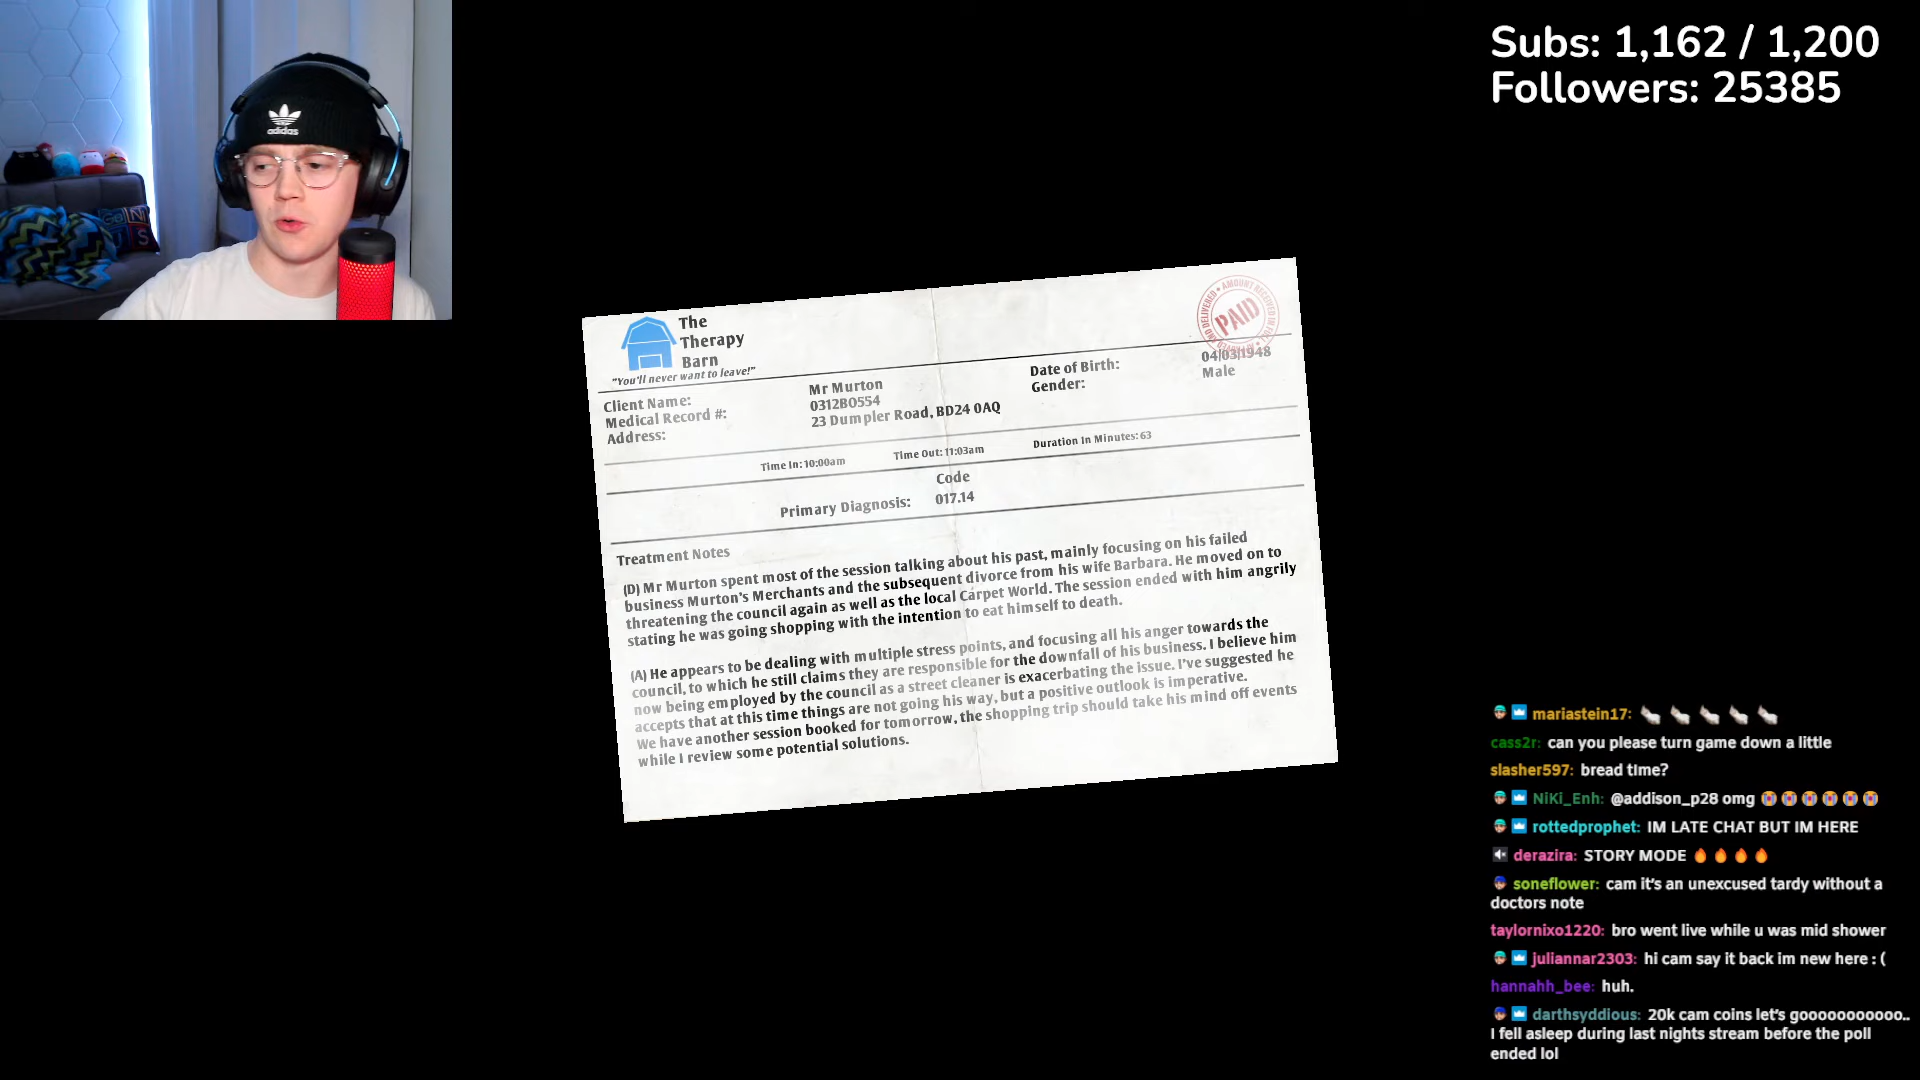 Subs: 1,162 / 1,200
Followers: 25385
adidas
The
Therapy
Barn
"You'll never want to leave!"
AMOUNT RECEIVED IN FULL
PAID
Client Name: Mr Murton Date of Birth: 04/03/1948
Medical Record #: 0312B0554 Gender: Male
Address: 23 Dumpler Road, BD24 0AQ
Time In: 10:00am Time Out: 11:03am Duration In Minutes: 63
Code
Primary Diagnosis: 017.14
Treatment Notes
(D) Mr Murton spent most of the session talking about his past, mainly focusing on his failed
business Murton's Merchants and the subsequent divorce from his wife Barbara. He moved on to
threatening the council again as well as the local Carpet World. The session ended with him angrily
stating he was going shopping with the intention to eat himself to death.
(A) He appears to be dealing with multiple stress points, and focusing all his anger towards the
council, to which he still claims they are responsible for the downfall of his business. I believe him
now being employed by the council as a street cleaner is exacerbating the issue. I've suggested he
accepts that at this time things are not going his way, but a positive outlook is imperative.
We have another session booked for tomorrow, the shopping trip should take his mind off events
while I review some potential solutions.
mariastein17:
cass2r: can you please turn game down a little
slasher597: bread tIme?
NiKi_Enh: @addison_p28 omg 😭😭😭😭😭😭
rottedprophet: IM LATE CHAT BUT IM HERE
derazira: STORY MODE 🔥🔥🔥🔥
soneflower: cam it's an unexcused tardy without a
doctors note
taylornixo1220: bro went live while u was mid shower
juliannar2303: hi cam say it back im new here : (
hannahh_bee: huh.
darthsyddious: 20k cam coins let's gooooooooooo..
I fell asleep during last nights stream before the poll
ended lol